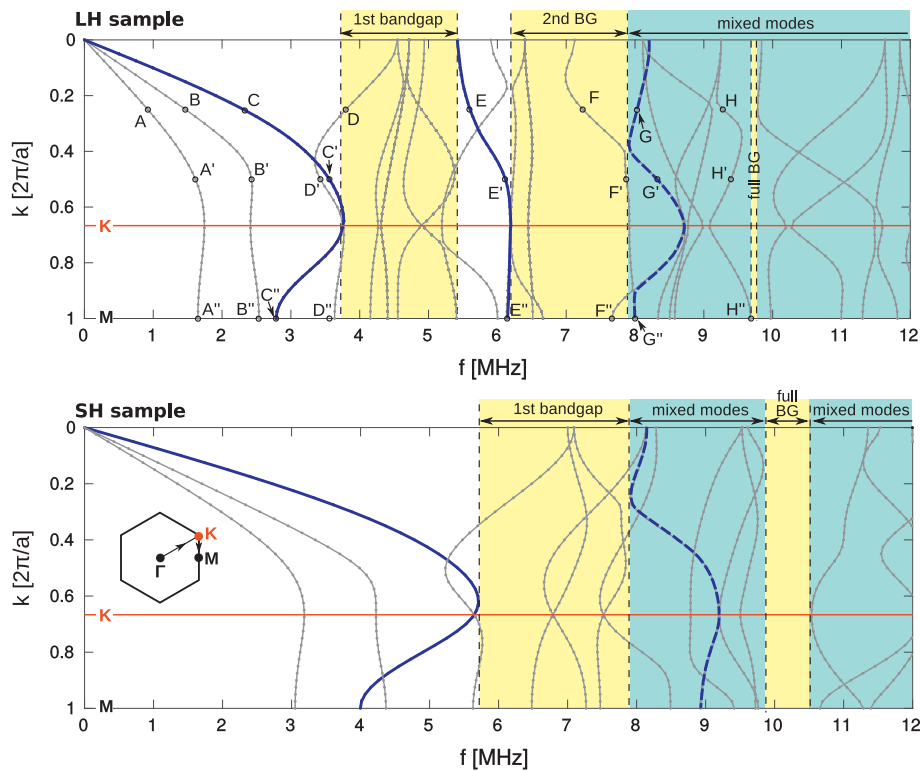 LH sample
1st bandgap
2nd BG
mixed modes
0
0.2
0.4
0.6
0.8
1
k [2π/a]
K
M
A
B
C
D
E
F
G
H
A'
B'
C'
D'
E'
F'
G'
H'
full BG
A"
B"
C"
D"
E"
F"
G"
H"
0 1 2 3 4 5 6 7 8 9 10 11 12
f [MHz]
SH sample
1st bandgap
mixed modes
full
BG
mixed modes
0
0.2
0.4
0.6
0.8
1
k [2π/a]
K
M
Γ
K
M
0 1 2 3 4 5 6 7 8 9 10 11 12
f [MHz]